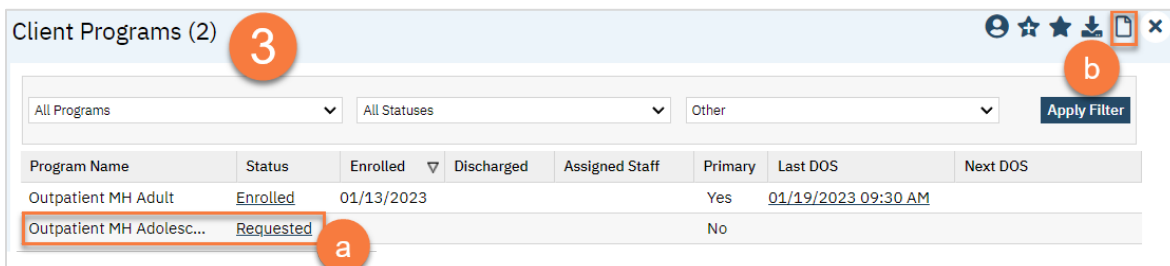 Client Programs (2)
3
b
All Programs
All Statuses
Other
Apply Filter
Program Name Status Enrolled Discharged Assigned Staff Primary Last DOS Next DOS
Outpatient MH Adult Enrolled 01/13/2023 Yes 01/19/2023 09:30 AM
Outpatient MH Adolesc... Requested No
a